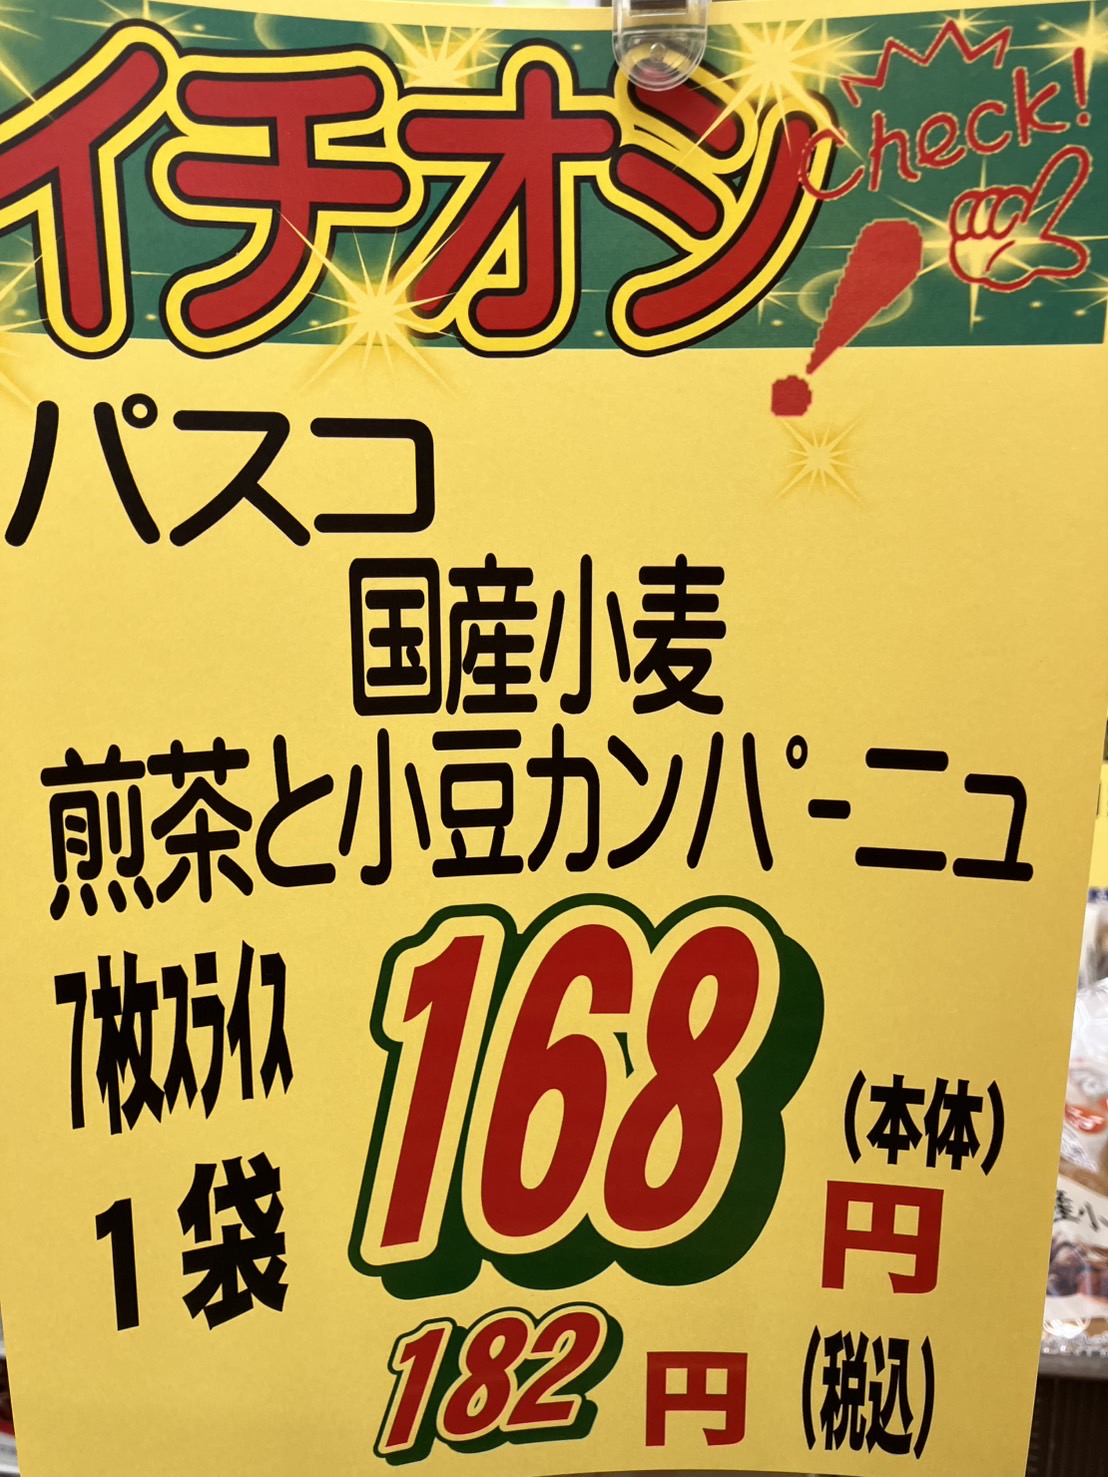 イチオシ
check!
!
パスコ
国産小麦
煎茶と小豆カンパーニュ
7枚スライス
1袋
168
(本体)
円
182円(税込)